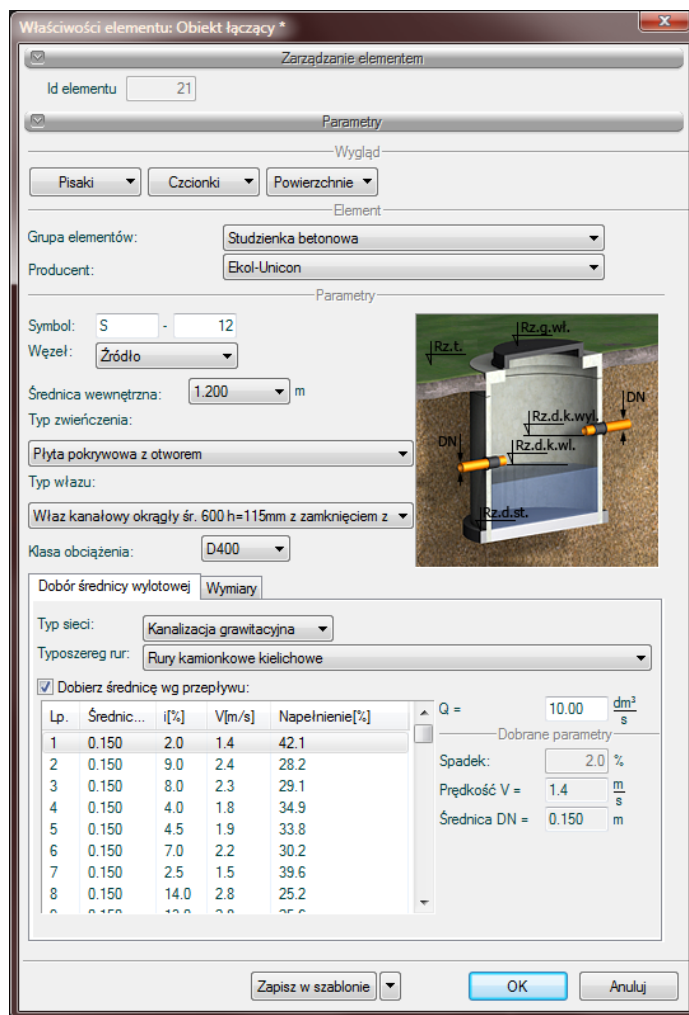 Właściwości elementu: Obiekt łączący *
Zarządzanie elementem
Id elementu 21
Parametry
Wygląd
Pisaki Czcionki Powierzchnie
Element
Grupa elementów: Studzienka betonowa
Producent: Ekol-Unicon
Parametry
Symbol: S - 12
Węzeł: Źródło
Średnica wewnętrzna: 1.200 m
Typ zwieńczenia:
Płyta pokrywowa z otworem
Typ włazu:
Właz kanałowy okrągły śr. 600 h=115mm z zamknięciem z
Klasa obciążenia: D400
Rz.g.wł.
Rz.t.
DN
Rz.d.k.wyl.
DN
Rz.d.k.wl.
Rz.d.st.
Dobór średnicy wylotowej Wymiary
Typ sieci: Kanalizacja grawitacyjna
Typoszereg rur: Rury kamionkowe kielichowe
Dobierz średnicę wg przepływu:
Lp. Średnic... i[%] V[m/s] Napełnienie[%]
1 0.150 2.0 1.4 42.1
2 0.150 9.0 2.4 28.2
3 0.150 8.0 2.3 29.1
4 0.150 4.0 1.8 34.9
5 0.150 4.5 1.9 33.8
6 0.150 7.0 2.2 30.2
7 0.150 2.5 1.5 39.6
8 0.150 14.0 2.8 25.2
Q = 10.00 dm³/s
Dobrane parametry
Spadek: 2.0 %
Prędkość V = 1.4 m/s
Średnica DN = 0.150 m
Zapisz w szablonie OK Anuluj